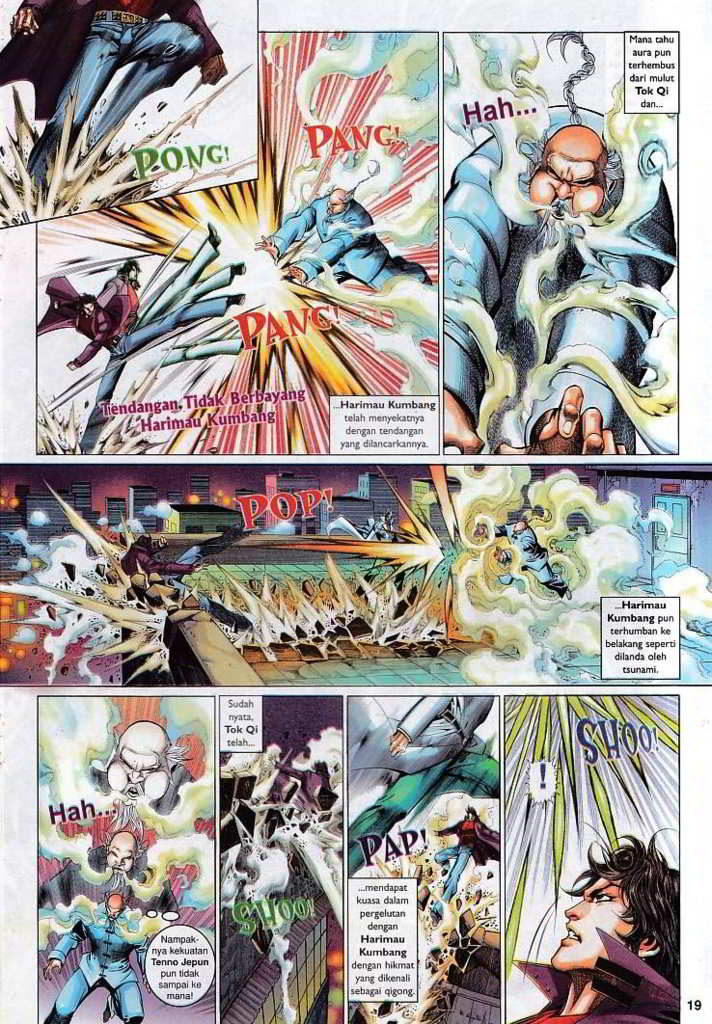 PONG!
PANG!
PANG!
Tendangan Tidak Berbayang
Harimau Kumbang
...Harimau Kumbang
telah menyekatnya
dengan tendangan
yang dilancarkannya.
Mana tahu
aura pun
terhembus
dari mulut
Tok Qi
dan...
Hah...
POP!
...Harimau
Kumbang pun
terhumban ke
belakang seperti
dilanda oleh
tsunami.
Hah...
Nampak-
nya kekuatan
Tenno Jepun
pun tidak
sampai ke
mana!
Sudah
nyata,
Tok Qi
telah...
SHOO!
PAP!
...mendapat
kuasa dalam
pergelutan
dengan
Harimau
Kumbang
dengan hikmat
yang dikenali
sebagai qigong.
SHOO!
!
19